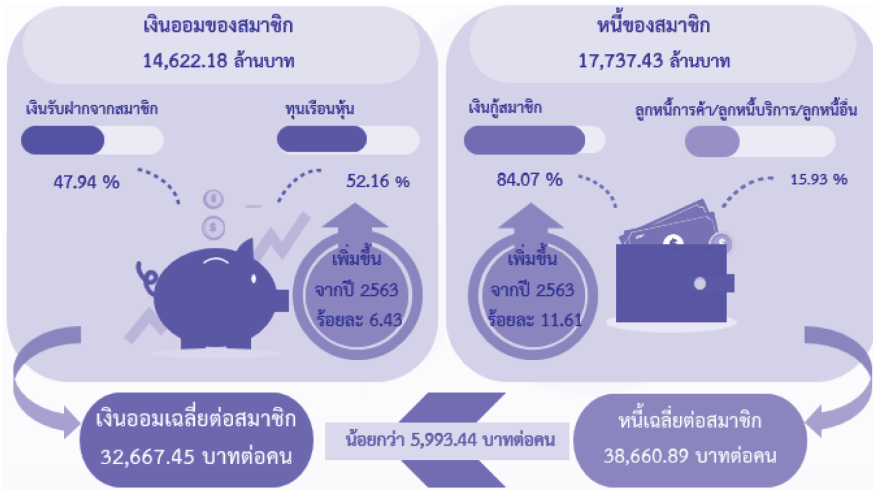 เงินออมของสมาชิก
14,622.18 ล้านบาท
เงินรับฝากจากสมาชิก
ทุนเรือนหุ้น
47.94 %
52.16 %
เพิ่มขึ้น
จากปี 2563
ร้อยละ 6.43
หนี้ของสมาชิก
17,737.43 ล้านบาท
เงินกู้สมาชิก
ลูกหนี้การค้า/ลูกหนี้บริการ/ลูกหนี้อื่น
84.07 %
15.93 %
เพิ่มขึ้น
จากปี 2563
ร้อยละ 11.61
เงินออมเฉลี่ยต่อสมาชิก
32,667.45 บาทต่อคน
น้อยกว่า 5,993.44 บาทต่อคน
หนี้เฉลี่ยต่อสมาชิก
38,660.89 บาทต่อคน